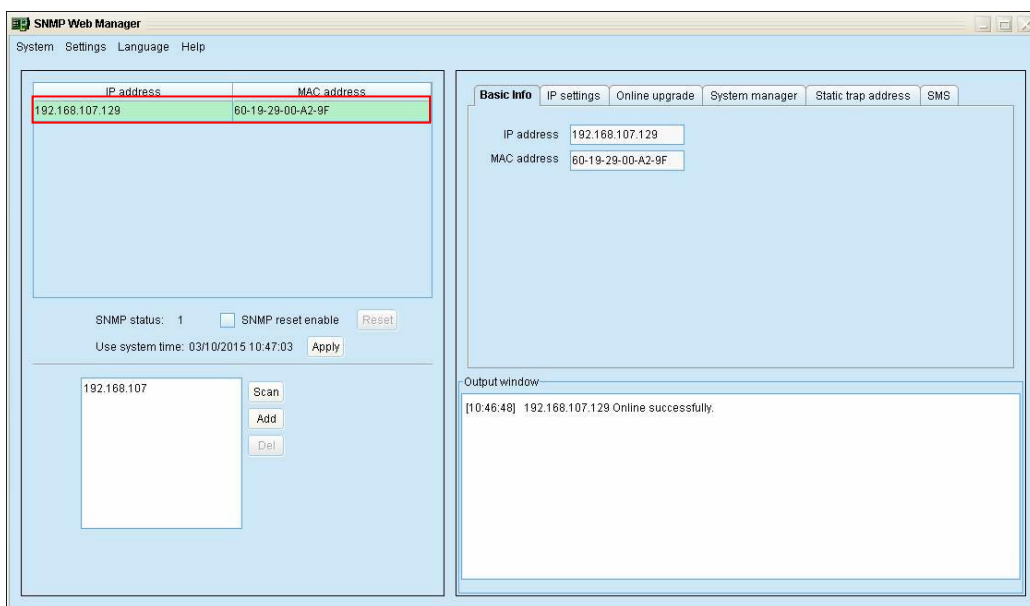 SNMP Web Manager
System Settings Language Help
IP address MAC address
192.168.107.129 60-19-29-00-A2-9F
SNMP status: 1 SNMP reset enable Reset
Use system time: 03/10/2015 10:47:03 Apply
192.168.107
Scan
Add
Del
Basic Info IP settings Online upgrade System manager Static trap address SMS
IP address 192.168.107.129
MAC address 60-19-29-00-A2-9F
Output window
[10:46:48] 192.168.107.129 Online successfully.